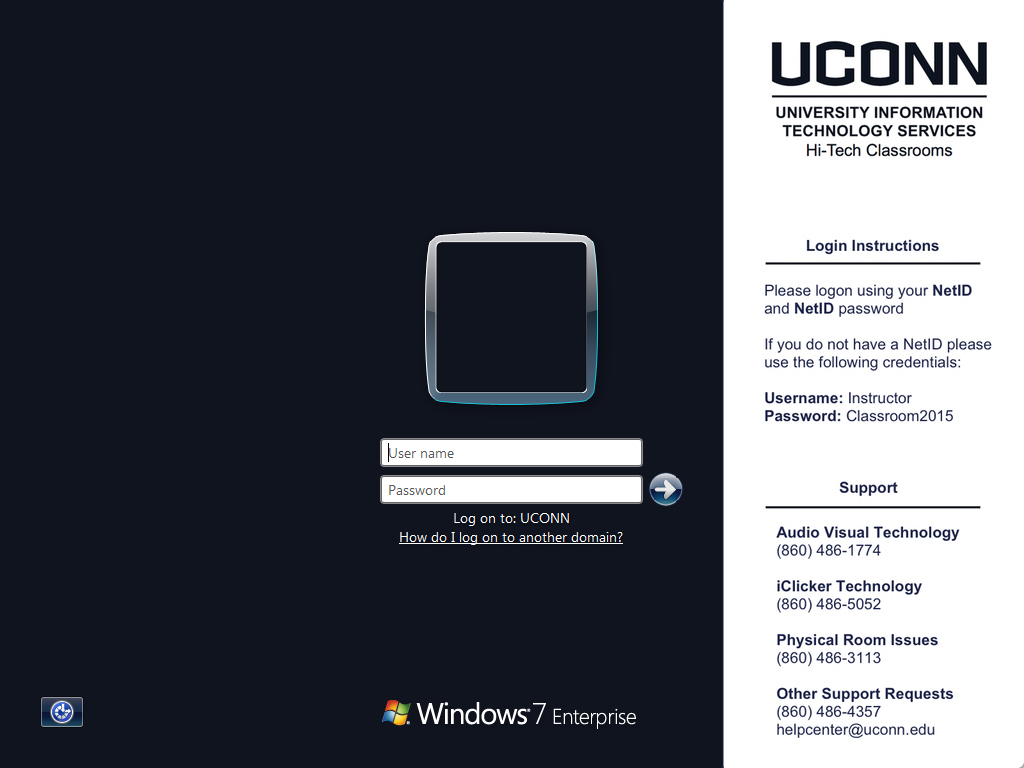 User name
Password
Log on to: UCONN
How do I log on to another domain?
Windows 7 Enterprise
UCONN
UNIVERSITY INFORMATION
TECHNOLOGY SERVICES
Hi-Tech Classrooms
Login Instructions
Please logon using your NetID
and NetID password
If you do not have a NetID please
use the following credentials:
Username: Instructor
Password: Classroom2015
Support
Audio Visual Technology
(860) 486-1774
iClicker Technology
(860) 486-5052
Physical Room Issues
(860) 486-3113
Other Support Requests
(860) 486-4357
helpcenter@uconn.edu